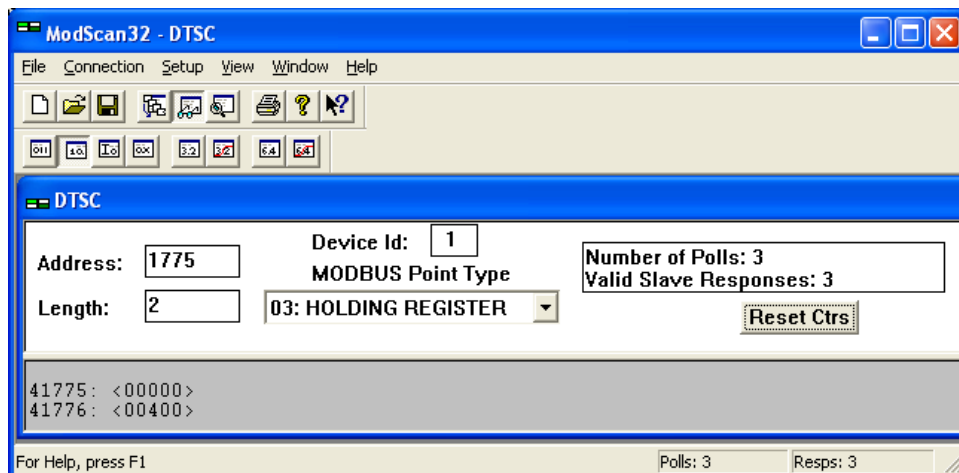 ModScan32 - DTSC
File Connection Setup View Window Help
DTSC
Address: 1775
Device Id: 1
MODBUS Point Type
Length: 2
03: HOLDING REGISTER
Number of Polls: 3
Valid Slave Responses: 3
Reset Ctrs
41775: <00000>
41776: <00400>
For Help, press F1
Polls: 3
Resps: 3